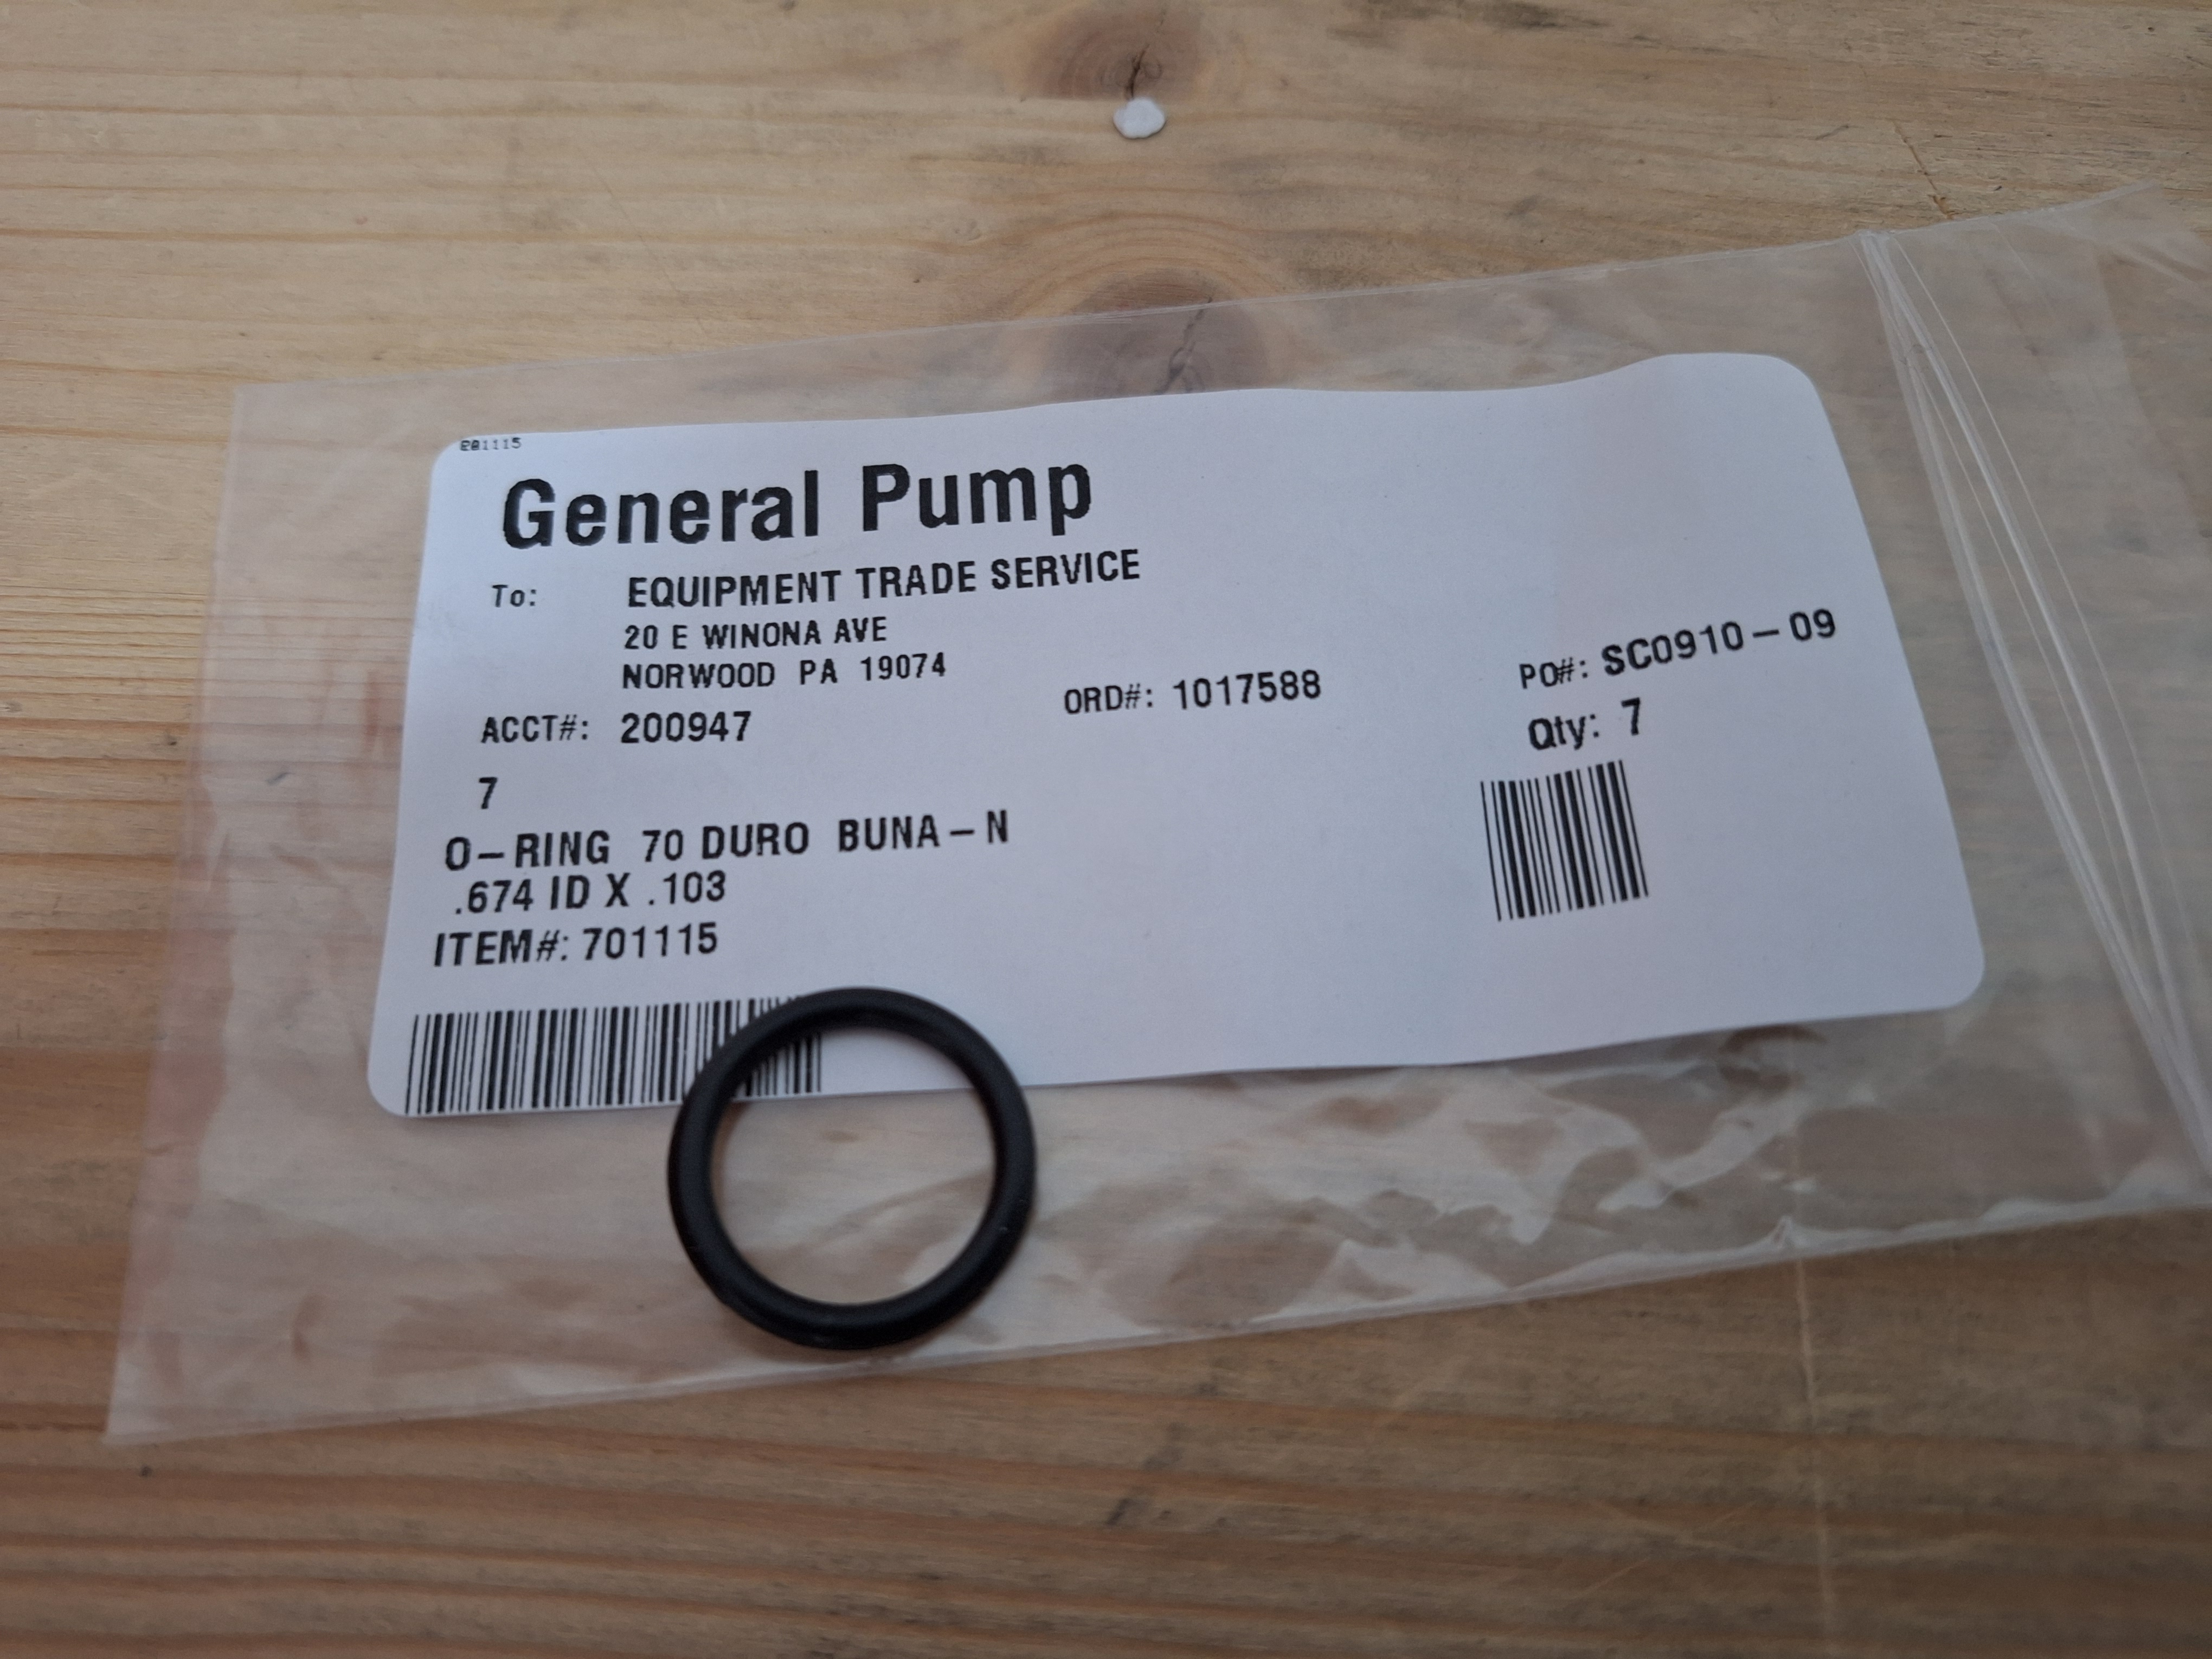 General Pump
To: EQUIPMENT TRADE SERVICE
20 E WINONA AVE
NORWOOD PA 19074
ACCT#: 200947 ORD#: 1017588 PO#: SC0910-09
Qty: 7
7
O-RING 70 DURO BUNA-N
.674 ID X .103
ITEM#: 701115